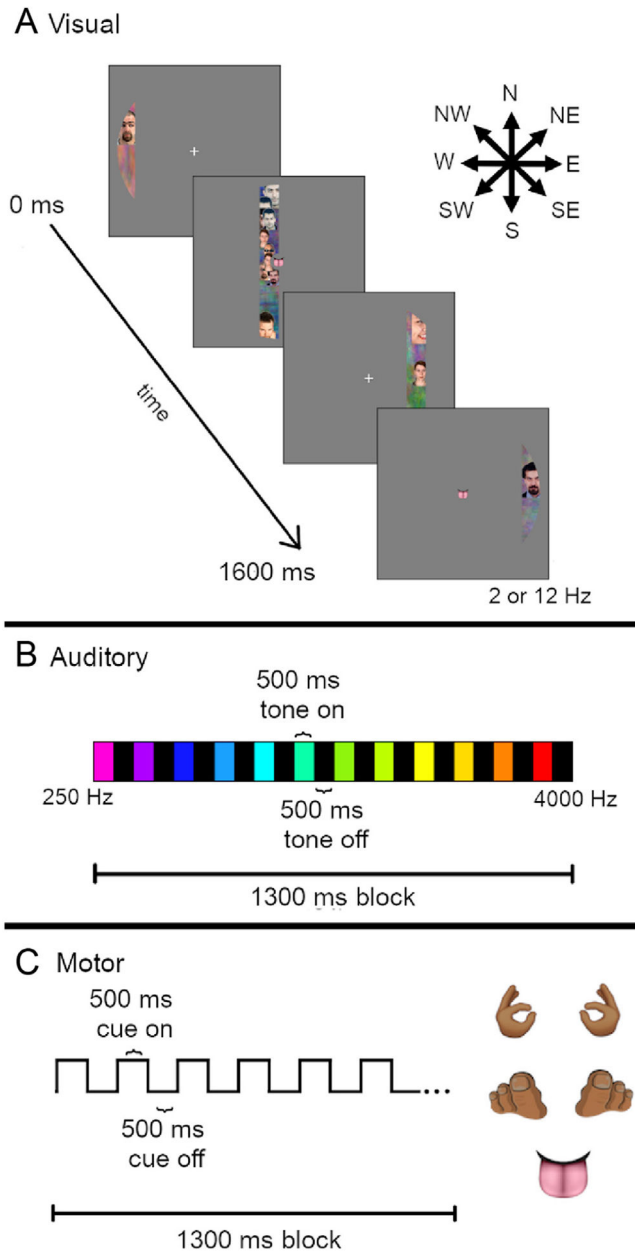 A Visual
N
NW NE
W E
SW SE
S
0 ms
time
1600 ms
2 or 12 Hz
B Auditory
500 ms
tone on
250 Hz
4000 Hz
500 ms
tone off
1300 ms block
C Motor
500 ms
cue on
...
500 ms
cue off
1300 ms block